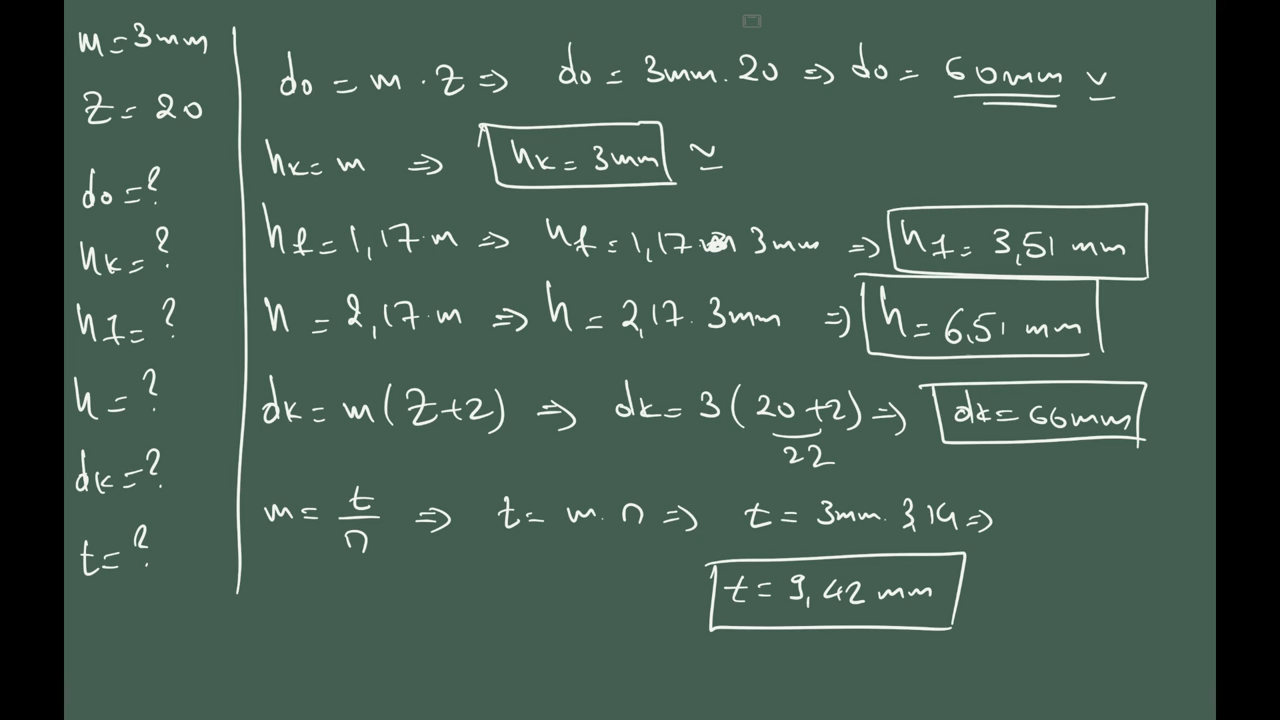 m = 3mm
Z = 20
do = ?
hk = ?
hf = ?
h = ?
dk = ?
t = ?
do = m . Z ⇒ do = 3mm . 20 ⇒ do = 60mm
hk = m ⇒ hk = 3mm
hf = 1,17 . m ⇒ hf = 1,17 . 3mm ⇒ hf = 3,51 mm
h = 2,17 . m ⇒ h = 2,17 . 3mm ⇒ h = 6,51 mm
dk = m (Z+2) ⇒ dk = 3 (20+2) ⇒ dk = 66mm
22
m = t/π ⇒ t = m . π ⇒ t = 3mm . 3,14 ⇒
t = 9,42 mm